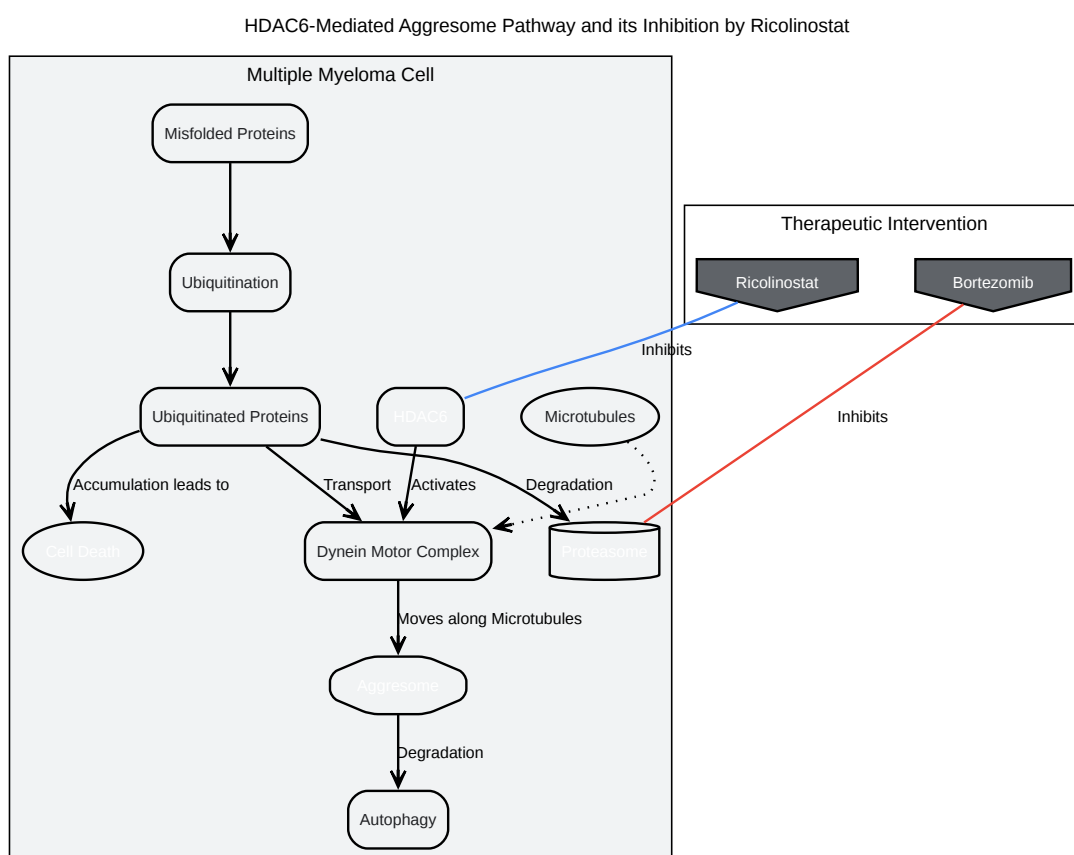 HDAC6-Mediated Aggresome Pathway and its Inhibition by Ricolinostat
Multiple Myeloma Cell
Misfolded Proteins
Therapeutic Intervention
Ricolinostat
Bortezomib
Ubiquitination
Inhibits
Ubiquitinated Proteins
HDAC6
Microtubules
Inhibits
Accumulation leads to
Transport
Activates
Degradation
Cell Death
Dynein Motor Complex
Proteasome
Moves along Microtubules
Aggresome
Degradation
Autophagy